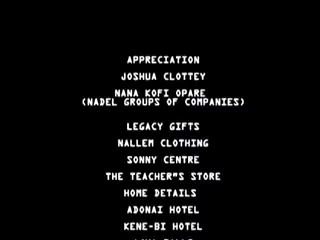 APPRECIATION
JOSHUA CLOTTEY
NANA KOFI OPARE
(NADEL GROUPS OF COMPANIES)
LEGACY GIFTS
NALLEM CLOTHING
SONNY CENTRE
THE TEACHER"S STORE
HOME DETAILS
ADONAI HOTEL
KENE-BI HOTEL